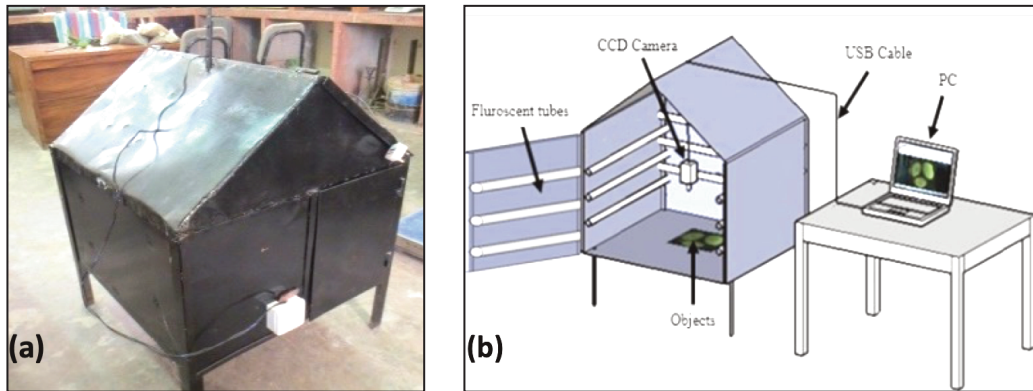 CCD Camera
USB Cable
PC
Fluroscent tubes
Objects
(a)
(b)